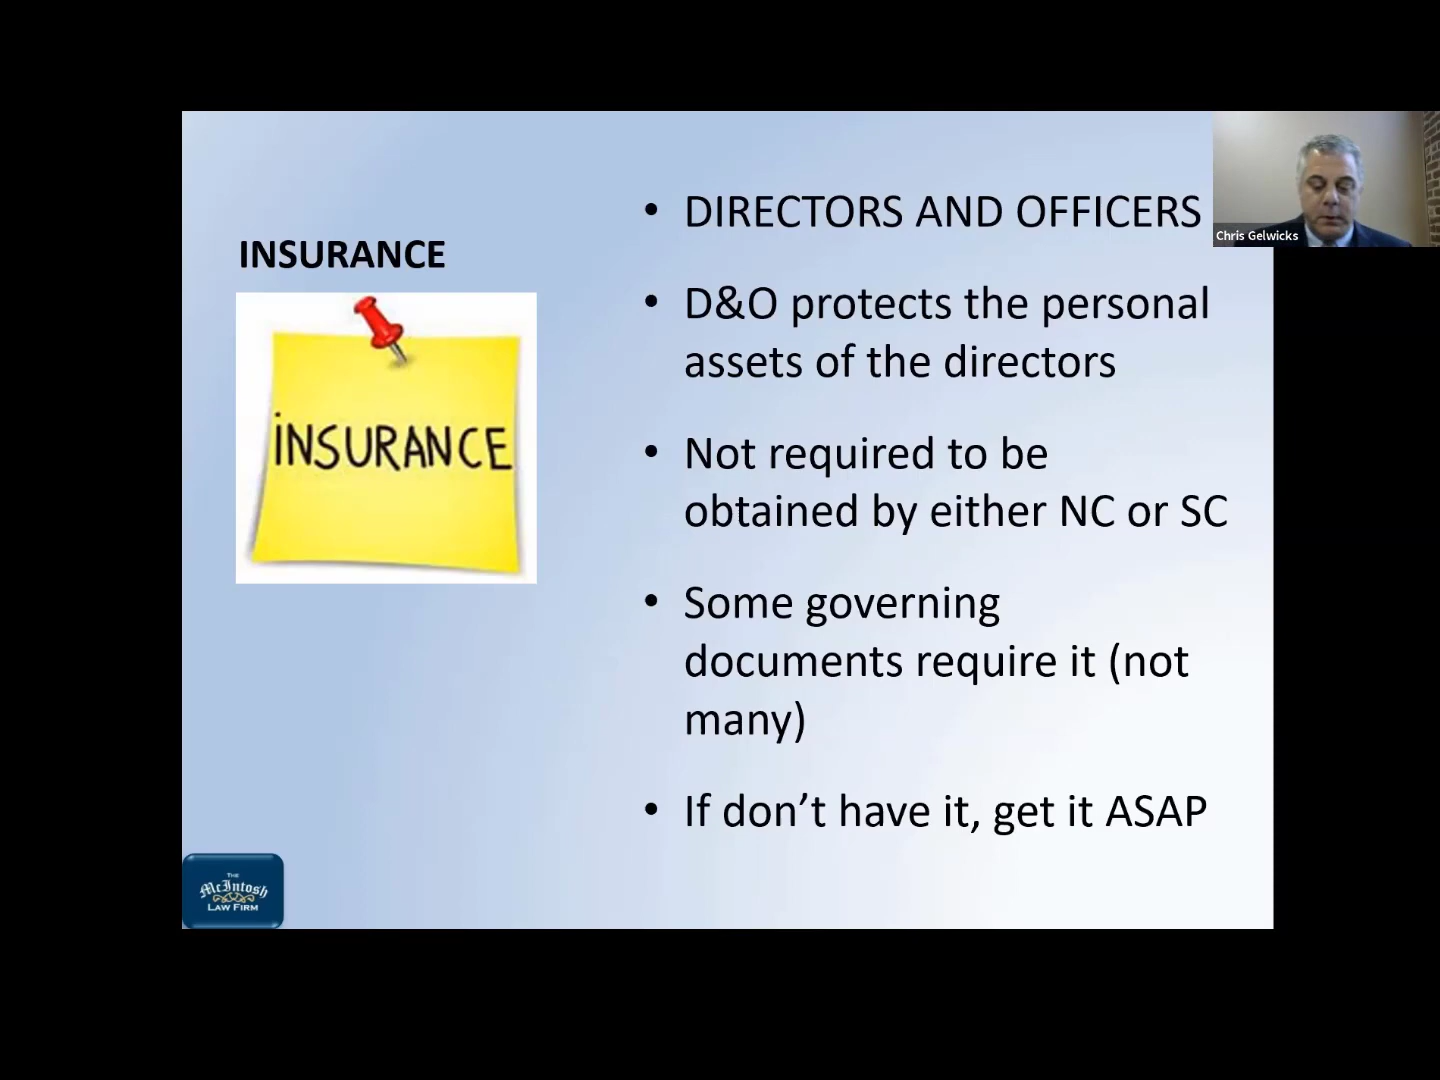 INSURANCE
iNSURANCE
• DIRECTORS AND OFFICERS
• D&O protects the personal
assets of the directors
• Not required to be
obtained by either NC or SC
• Some governing
documents require it (not
many)
• If don’t have it, get it ASAP
Chris Gelwicks
THE
McIntosh
LAW FIRM